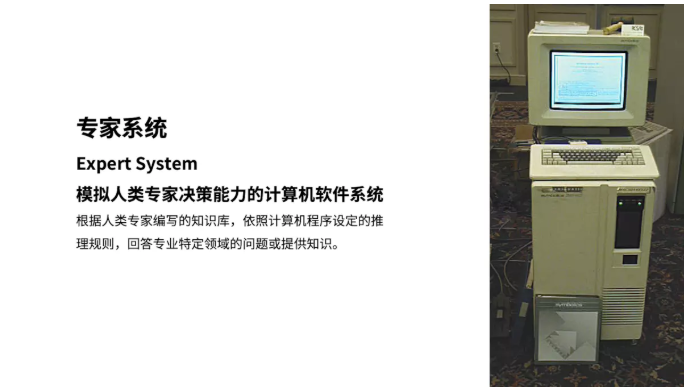 专家系统
Expert System
模拟人类专家决策能力的计算机软件系统
根据人类专家编写的知识库，依照计算机程序设定的推
理规则，回答专业特定领域的问题或提供知识。